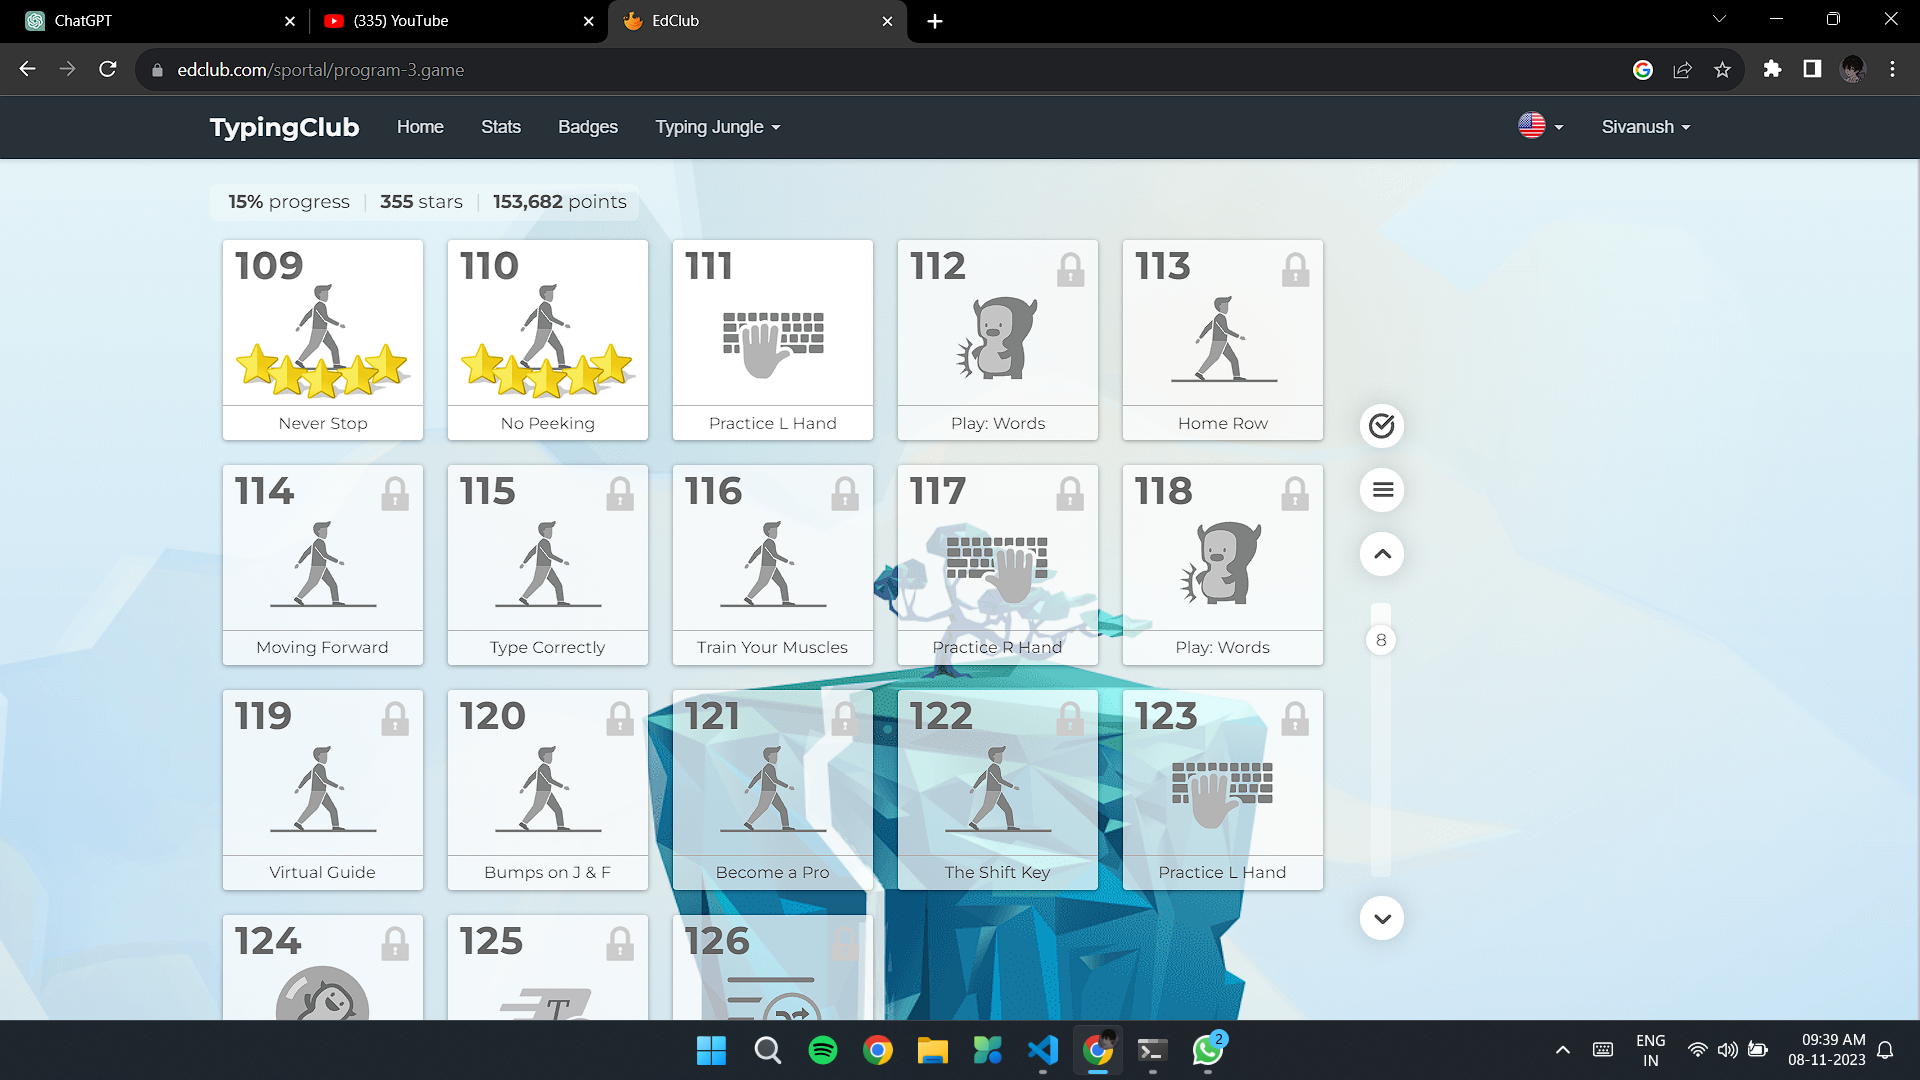 ChatGPT
(335) YouTube
EdClub
edclub.com/sportal/program-3.game
TypingClub
Home
Stats
Badges
Typing Jungle
Sivanush
15% progress
355 stars
153,682 points
109
110
111
112
113
Never Stop
No Peeking
Practice L Hand
Play: Words
Home Row
114
115
116
117
118
Moving Forward
Type Correctly
Train Your Muscles
Practice R Hand
Play: Words
8
119
120
121
122
123
Virtual Guide
Bumps on J & F
Become a Pro
The Shift Key
Practice L Hand
124
125
126
T
2
ENG
IN
09:39 AM
08-11-2023